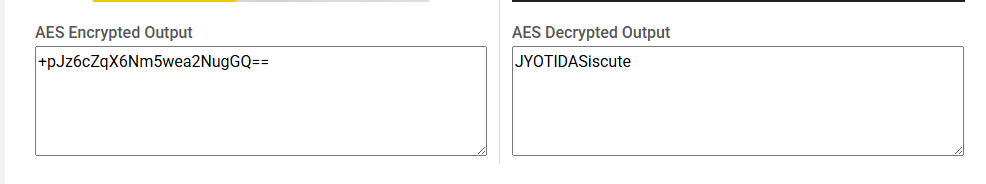 AES Encrypted Output
+pJz6cZqX6Nm5wea2NugGQ==
AES Decrypted Output
JYOTIDASiscute